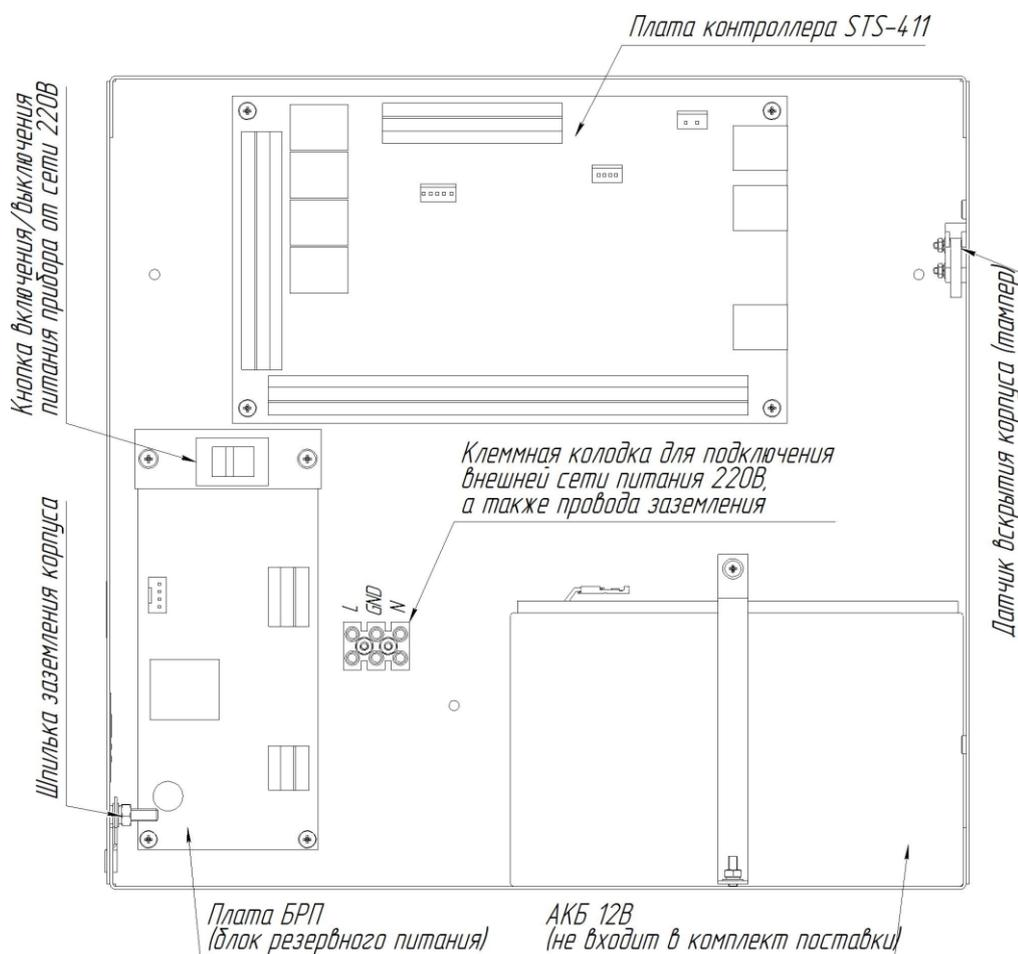 Плата контроллера STS-411
Кнопка включения/выключения
питания прибора от сети 220В
Датчик вскрытия корпуса (тампер)
Клеммная колодка для подключения
внешней сети питания 220В,
а также провода заземления
Шпилька заземления корпуса
L
GND
N
Плата БРП
(блок резервного питания)
АКБ 12В
(не входит в комплект поставки)